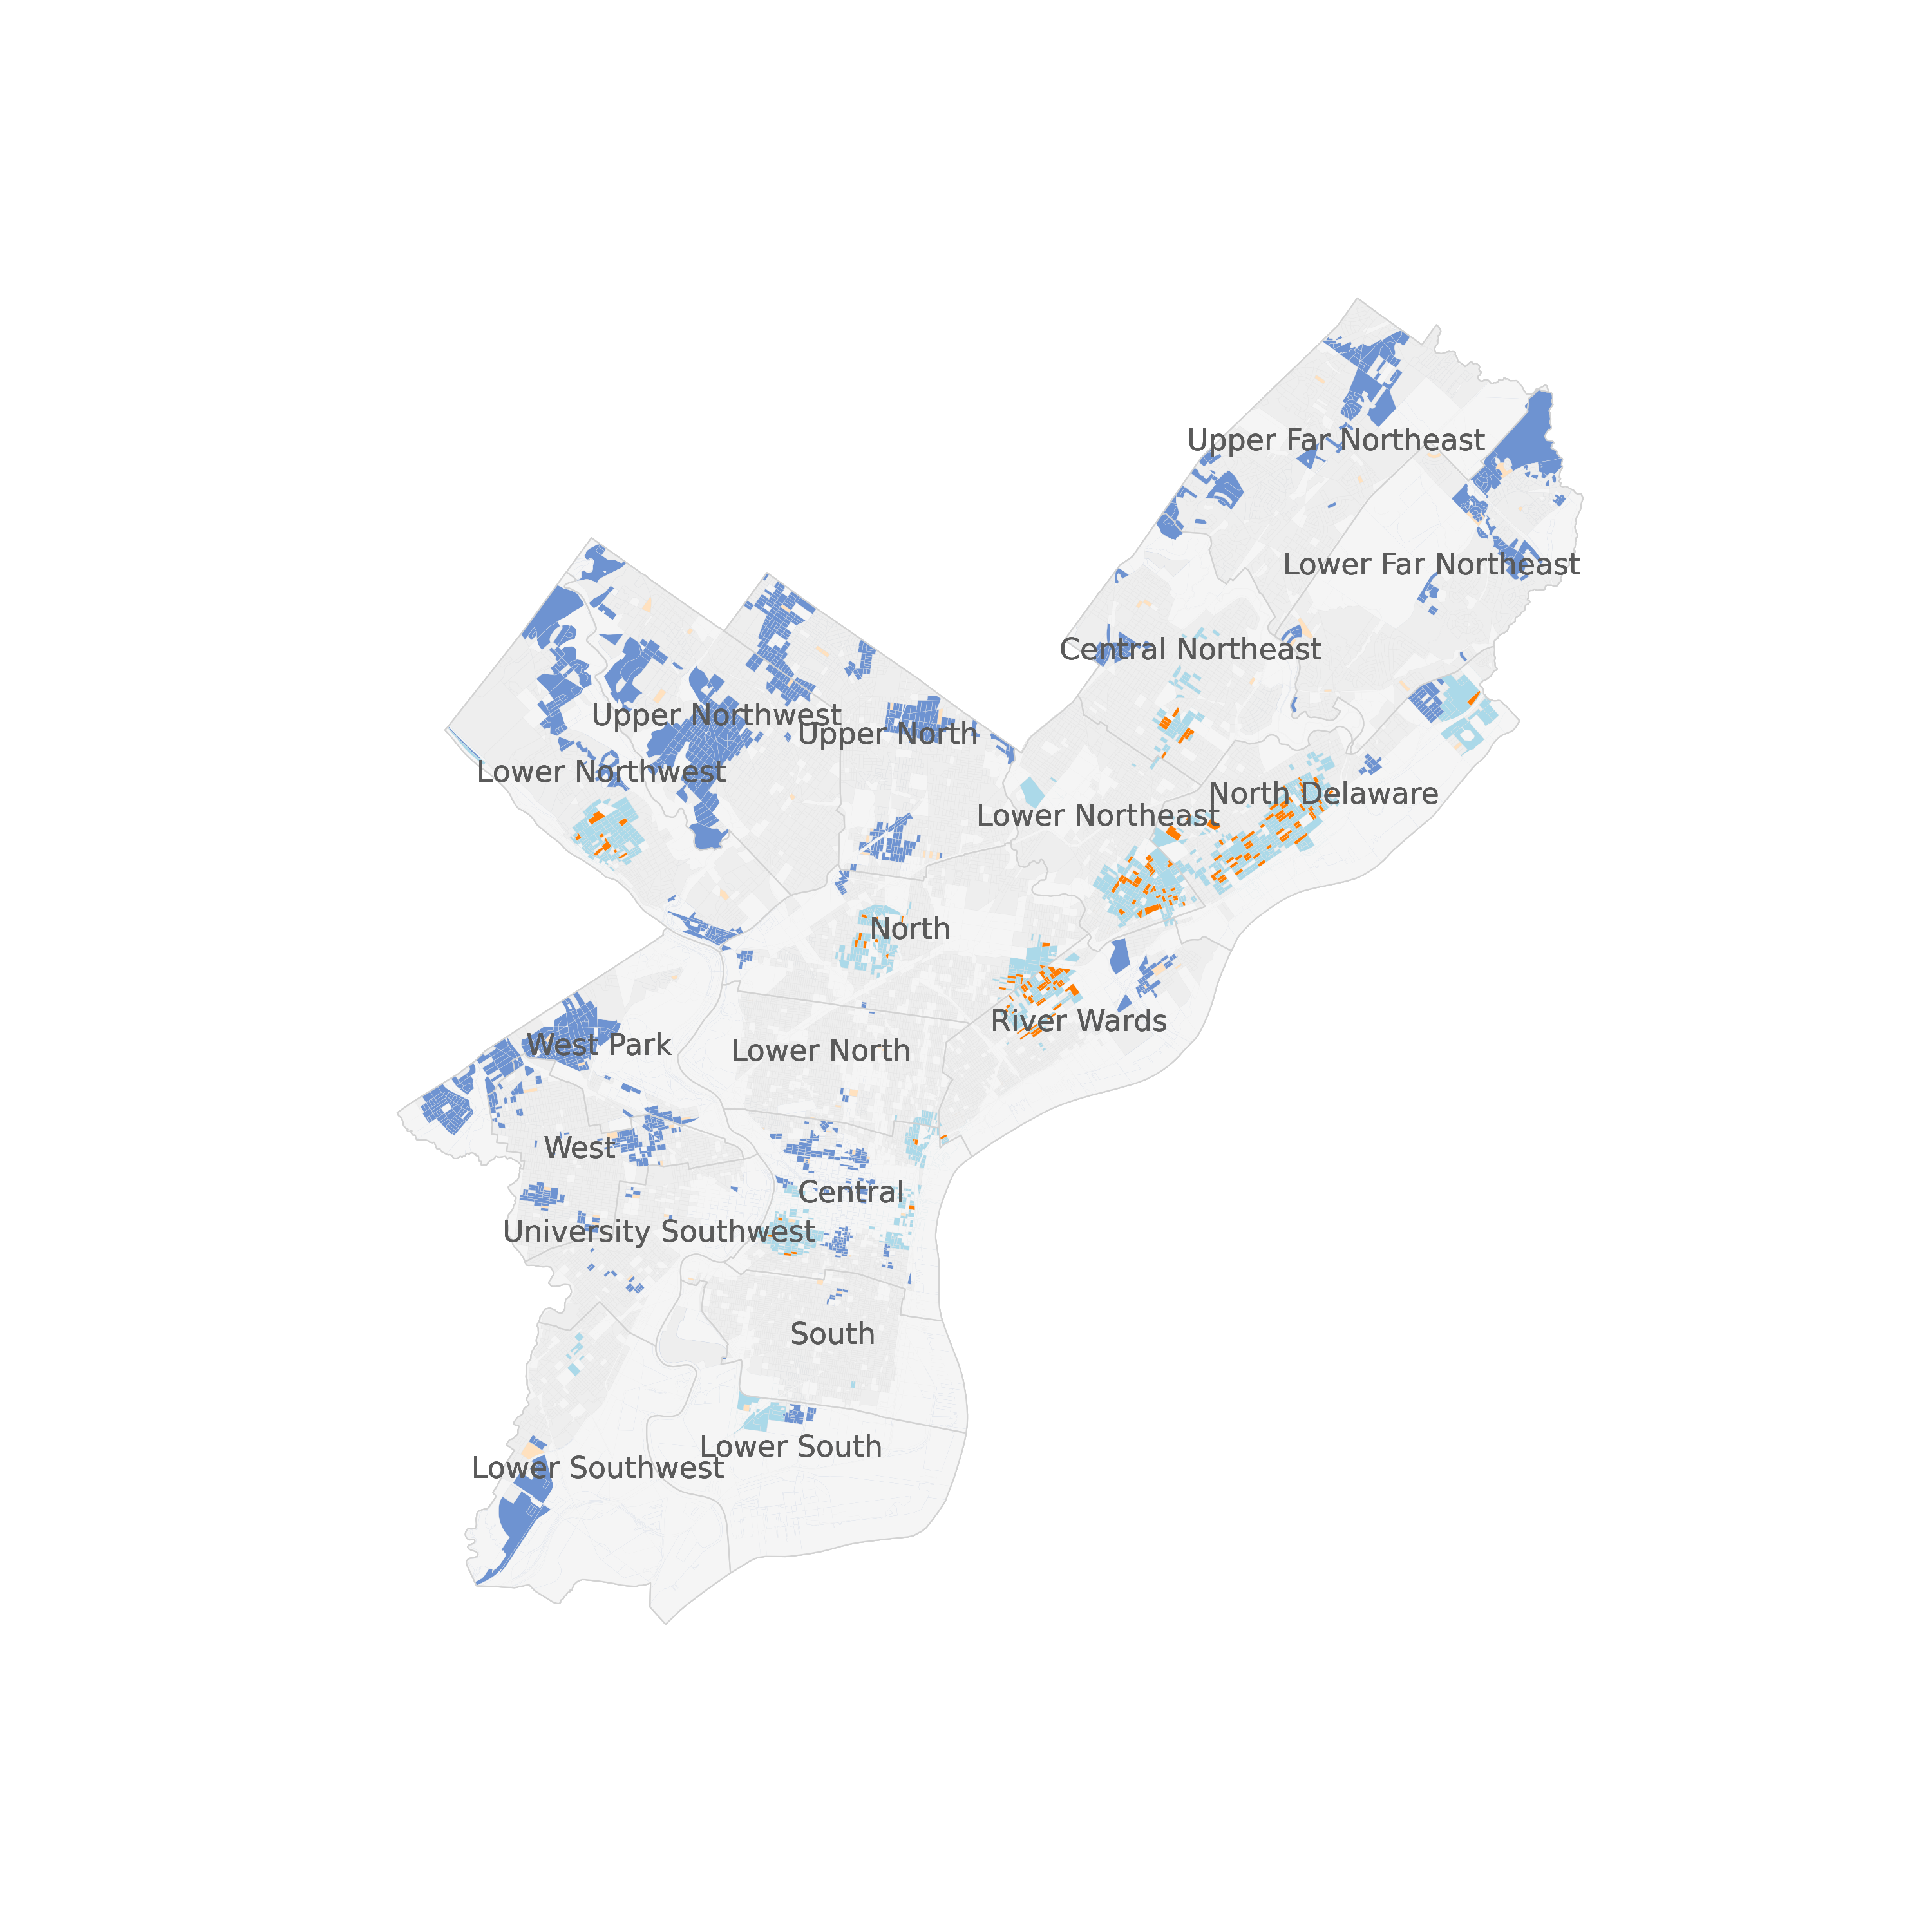 Upper Far Northeast
Lower Far Northeast
Central Northeast
Upper Northwest
Upper North
Lower Northwest
North Delaware
Lower Northeast
North
River Wards
West Park
Lower North
West
Central
University Southwest
South
Lower South
Lower Southwest